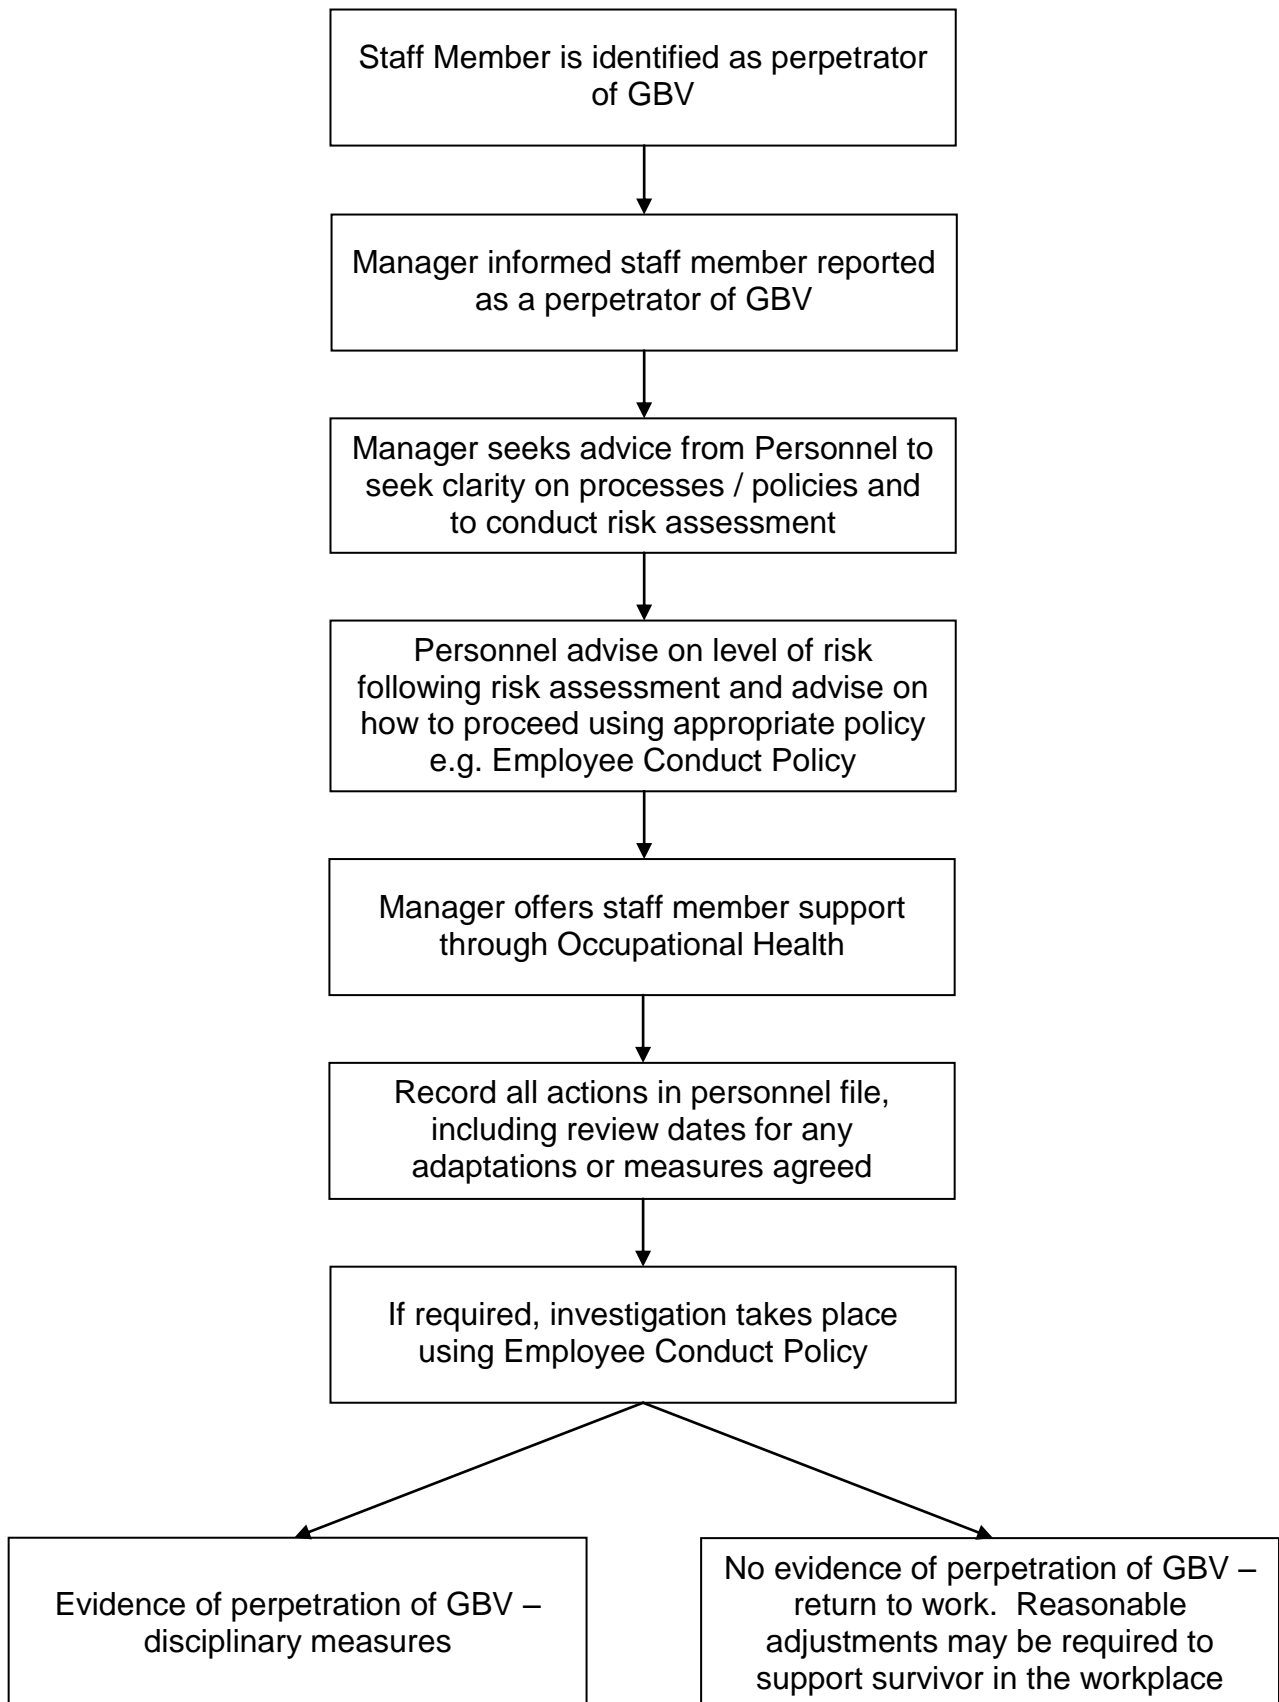 Staff Member is identified as perpetrator
of GBV
Manager informed staff member reported
as a perpetrator of GBV
Manager seeks advice from Personnel to
seek clarity on processes / policies and
to conduct risk assessment
Personnel advise on level of risk
following risk assessment and advise on
how to proceed using appropriate policy
e.g. Employee Conduct Policy
Manager offers staff member support
through Occupational Health
Record all actions in personnel file,
including review dates for any
adaptations or measures agreed
If required, investigation takes place
using Employee Conduct Policy
Evidence of perpetration of GBV –
disciplinary measures
No evidence of perpetration of GBV –
return to work.  Reasonable
adjustments may be required to
support survivor in the workplace